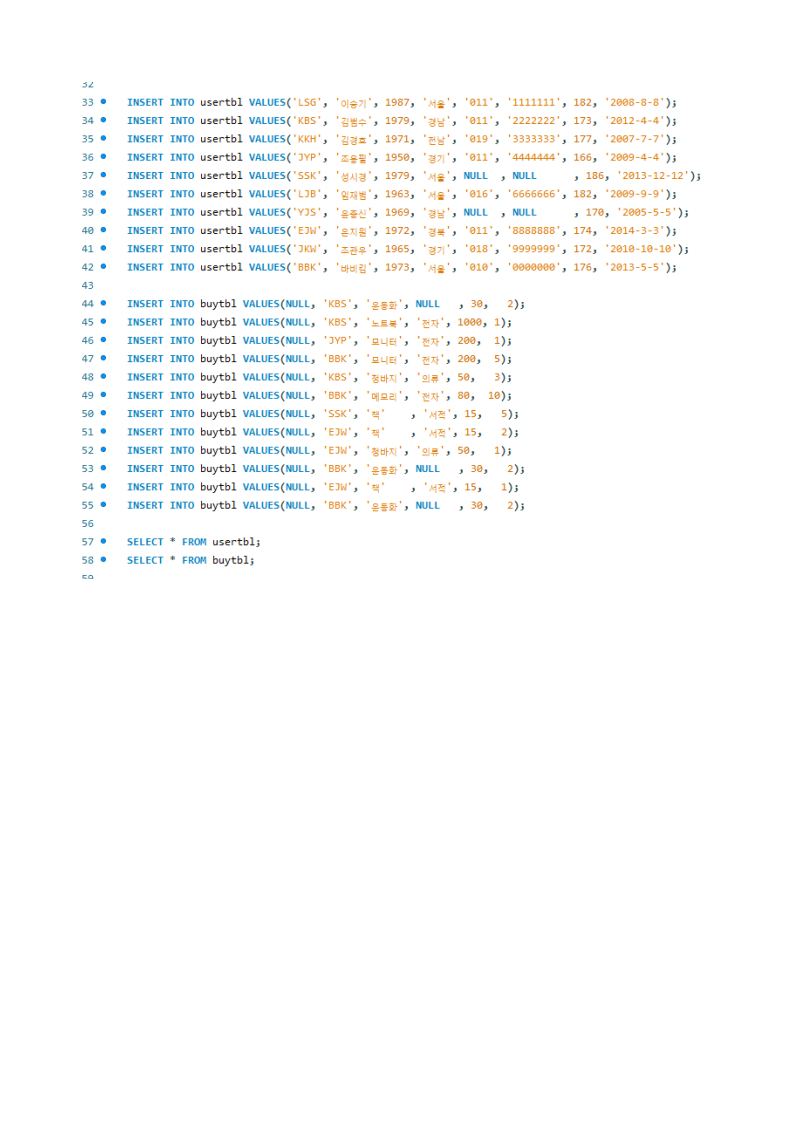 33 INSERT INTO usertbl VALUES('LSG', '이승기', 1987, '서울', '011', '1111111', 182, '2008-8-8');
34 INSERT INTO usertbl VALUES('KBS', '김범수', 1979, '경남', '011', '2222222', 173, '2012-4-4');
35 INSERT INTO usertbl VALUES('KKH', '김경호', 1971, '전남', '019', '3333333', 177, '2007-7-7');
36 INSERT INTO usertbl VALUES('JYP', '조용필', 1950, '경기', '011', '4444444', 166, '2009-4-4');
37 INSERT INTO usertbl VALUES('SSK', '성시경', 1979, '서울', NULL  , NULL      , 186, '2013-12-12');
38 INSERT INTO usertbl VALUES('LJB', '임재범', 1963, '서울', '016', '6666666', 182, '2009-9-9');
39 INSERT INTO usertbl VALUES('YJS', '윤종신', 1969, '경남', NULL  , NULL      , 170, '2005-5-5');
40 INSERT INTO usertbl VALUES('EJW', '은지원', 1972, '경북', '011', '8888888', 174, '2014-3-3');
41 INSERT INTO usertbl VALUES('JKW', '조관우', 1965, '경기', '018', '9999999', 172, '2010-10-10');
42 INSERT INTO usertbl VALUES('BBK', '바비킴', 1973, '서울', '010', '0000000', 176, '2013-5-5');
43
44 INSERT INTO buytbl VALUES(NULL, 'KBS', '운동화', NULL   , 30,   2);
45 INSERT INTO buytbl VALUES(NULL, 'KBS', '노트북', '전자', 1000, 1);
46 INSERT INTO buytbl VALUES(NULL, 'JYP', '모니터', '전자', 200,  1);
47 INSERT INTO buytbl VALUES(NULL, 'BBK', '모니터', '전자', 200,  5);
48 INSERT INTO buytbl VALUES(NULL, 'KBS', '청바지', '의류', 50,   3);
49 INSERT INTO buytbl VALUES(NULL, 'BBK', '메모리', '전자', 80,  10);
50 INSERT INTO buytbl VALUES(NULL, 'SSK', '책'    , '서적', 15,   5);
51 INSERT INTO buytbl VALUES(NULL, 'EJW', '책'    , '서적', 15,   2);
52 INSERT INTO buytbl VALUES(NULL, 'EJW', '청바지', '의류', 50,   1);
53 INSERT INTO buytbl VALUES(NULL, 'BBK', '운동화', NULL   , 30,   2);
54 INSERT INTO buytbl VALUES(NULL, 'EJW', '책'    , '서적', 15,   1);
55 INSERT INTO buytbl VALUES(NULL, 'BBK', '운동화', NULL   , 30,   2);
56
57 SELECT * FROM usertbl;
58 SELECT * FROM buytbl;